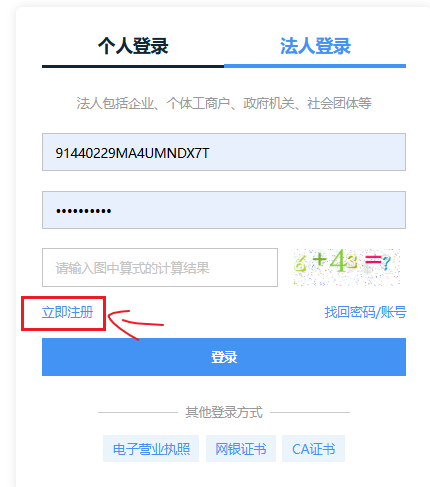 个人登录 法人登录
法人包括企业、个体工商户、政府机关、社会团体等
91440229MA4UMNDX7T
••••••••••
请输入图中算式的计算结果 6+43=?
立即注册 找回密码/账号
登录
其他登录方式
电子营业执照 网银证书 CA证书